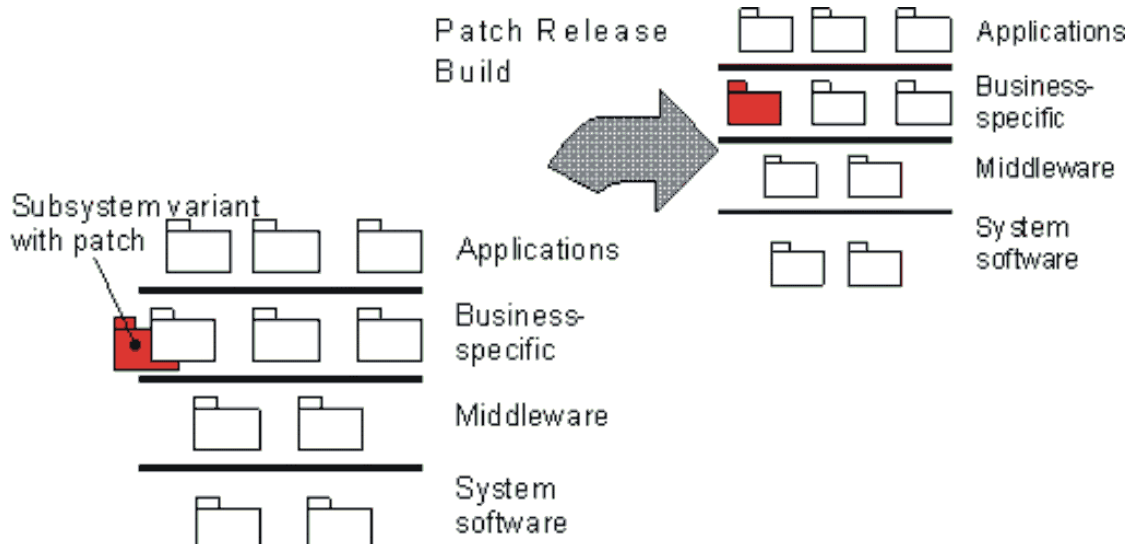 Patch Release
Build
Applications
Business-
specific
Middleware
System
software
Subsystem variant
with patch
Applications
Business-
specific
Middleware
System
software